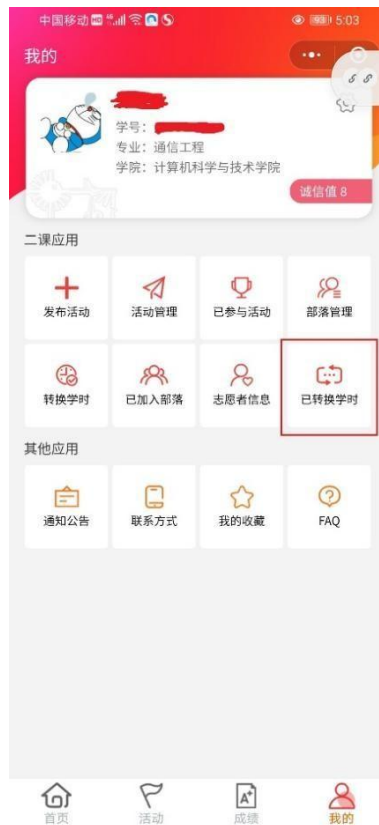 中国移动 HD 5:03
我的
学号：
专业：通信工程
学院：计算机科学与技术学院
诚信值 8
二课应用
发布活动 活动管理 已参与活动 部落管理
转换学时 已加入部落 志愿者信息 已转换学时
其他应用
通知公告 联系方式 我的收藏 FAQ
首页 活动 成绩 我的